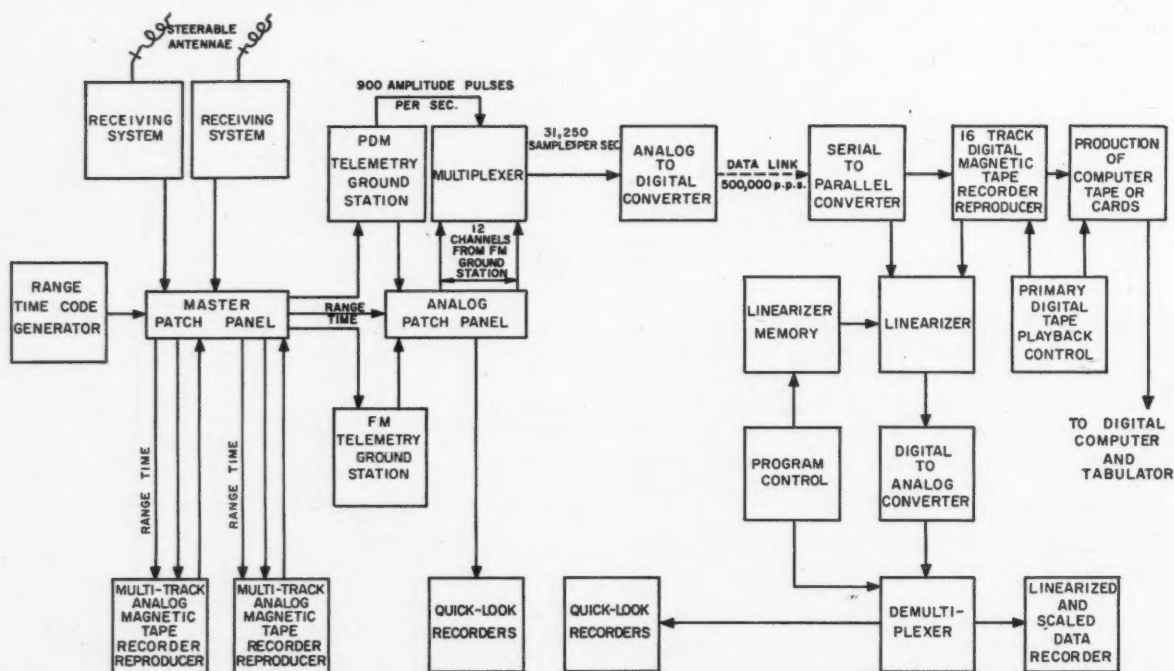 STEERABLE
ANTENNAE
RECEIVING
SYSTEM
RECEIVING
SYSTEM
900 AMPLITUDE PULSES
PER SEC.
PDM
TELEMETRY
GROUND
STATION
MULTIPLEXER
31,250
SAMPLES PER SEC
ANALOG
TO
DIGITAL
CONVERTER
DATA LINK
500,000 p.p.s.
SERIAL
TO
PARALLEL
CONVERTER
16 TRACK
DIGITAL
MAGNETIC
TAPE
RECORDER
REPRODUCER
PRODUCTION
OF
COMPUTER
TAPE OR
CARDS
12
CHANNELS
FROM FM
GROUND
STATION
RANGE
TIME CODE
GENERATOR
MASTER
PATCH PANEL
RANGE
TIME
ANALOG
PATCH PANEL
LINEARIZER
MEMORY
LINEARIZER
PRIMARY
DIGITAL
TAPE
PLAYBACK
CONTROL
FM
TELEMETRY
GROUND
STATION
RANGE TIME
RANGE TIME
PROGRAM
CONTROL
DIGITAL
TO
ANALOG
CONVERTER
TO DIGITAL
COMPUTER
AND
TABULATOR
MULTI-TRACK
ANALOG
MAGNETIC
TAPE
RECORDER
REPRODUCER
MULTI-TRACK
ANALOG
MAGNETIC
TAPE
RECORDER
REPRODUCER
QUICK-LOOK
RECORDERS
QUICK-LOOK
RECORDERS
DEMULTI-
PLEXER
LINEARIZED
AND
SCALED
DATA
RECORDER